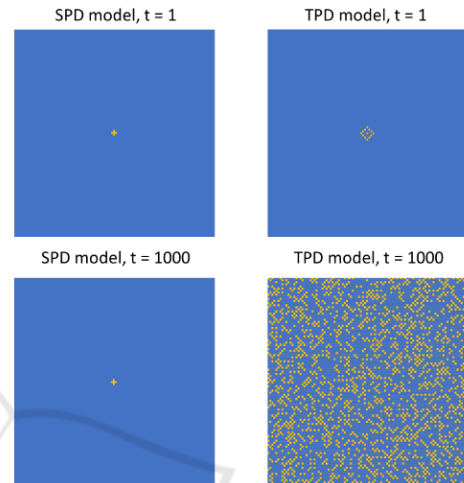 SPD model, t = 1
TPD model, t = 1
SPD model, t = 1000
TPD model, t = 1000